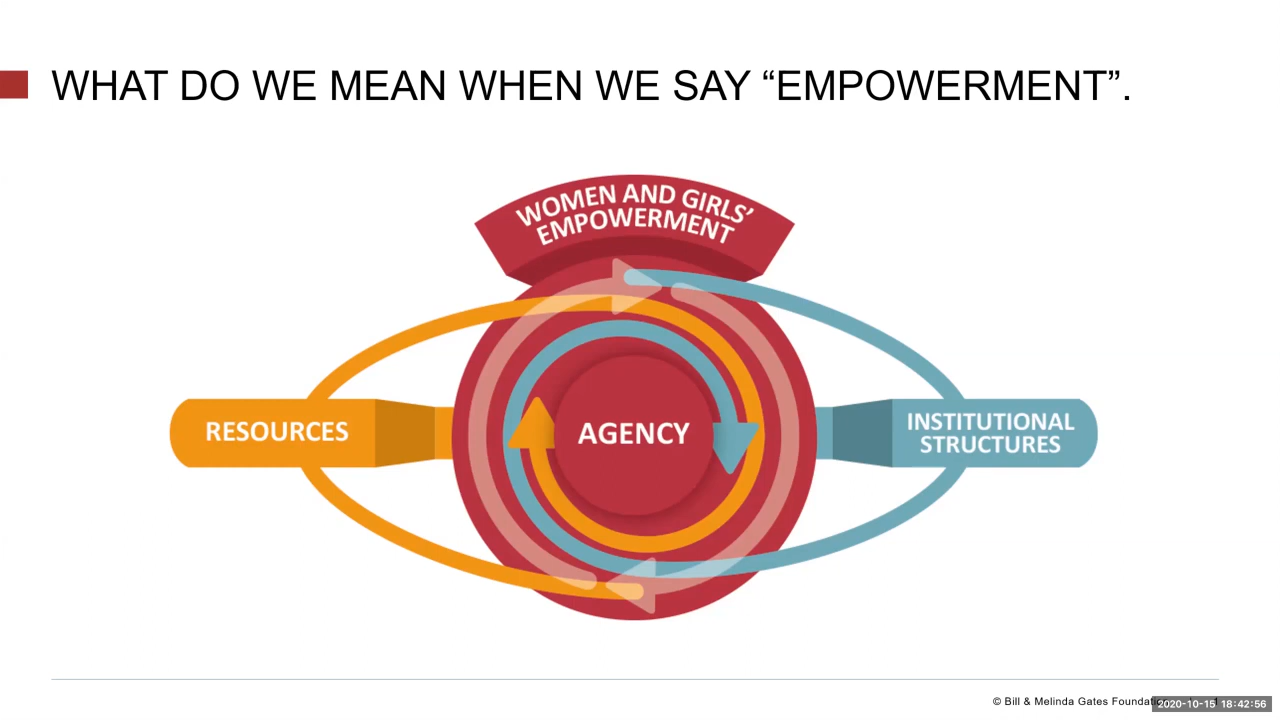 WHAT DO WE MEAN WHEN WE SAY “EMPOWERMENT”.
WOMEN AND GIRLS’
EMPOWERMENT
RESOURCES
AGENCY
INSTITUTIONAL
STRUCTURES
© Bill & Melinda Gates Foundation
2020-10-15 18:42:56